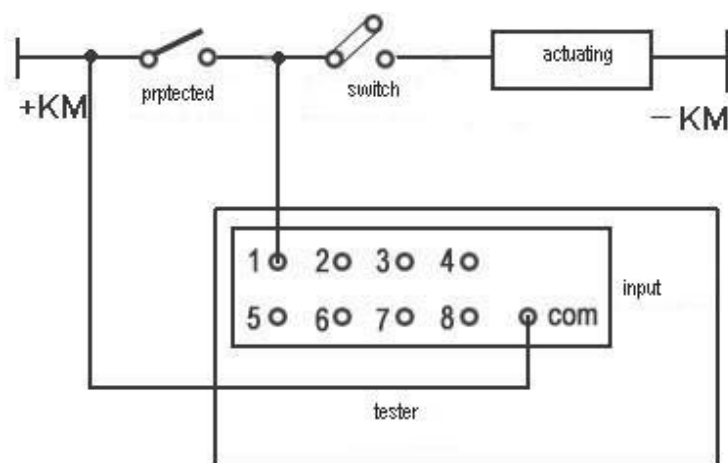 actuating
+KM
prptected
switch
— KM
1 2 3 4
input
5 6 7 8 com
tester